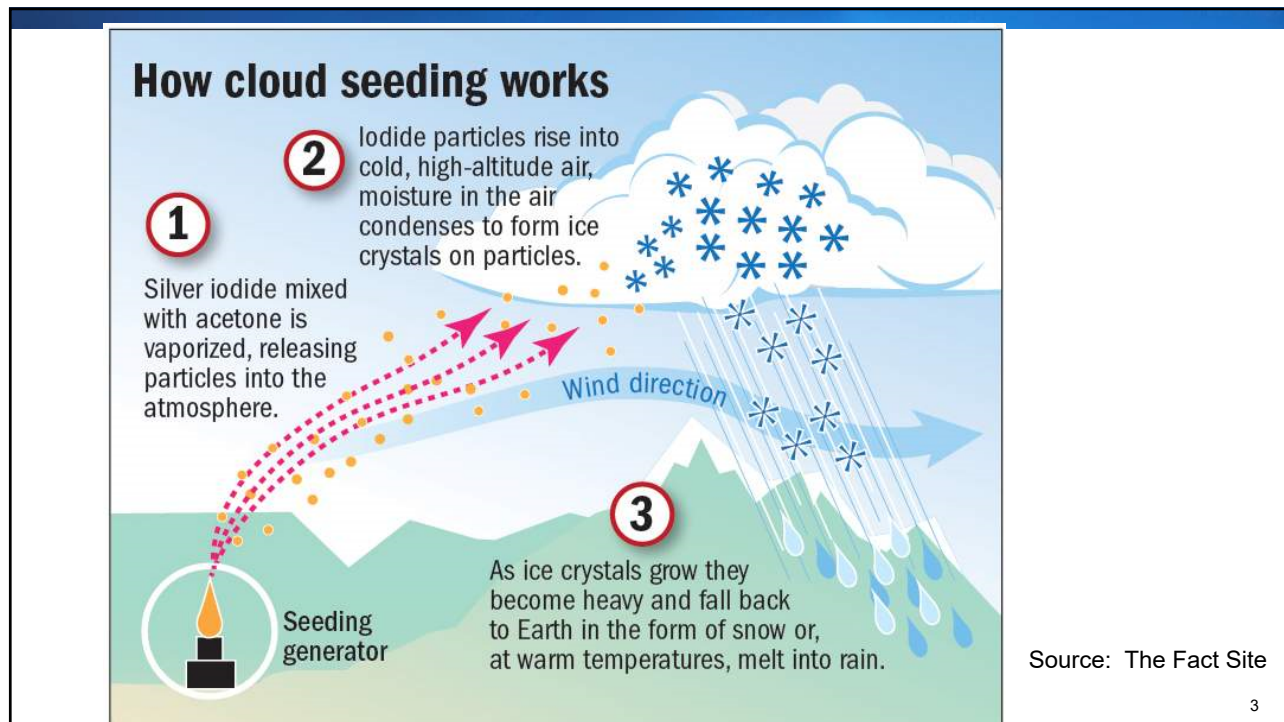 How cloud seeding works
1
Silver iodide mixed
with acetone is
vaporized, releasing
particles into the
atmosphere.
2
Iodide particles rise into
cold, high-altitude air,
moisture in the air
condenses to form ice
crystals on particles.
Wind direction
3
As ice crystals grow they
become heavy and fall back
to Earth in the form of snow or,
at warm temperatures, melt into rain.
Seeding
generator
Source: The Fact Site
3